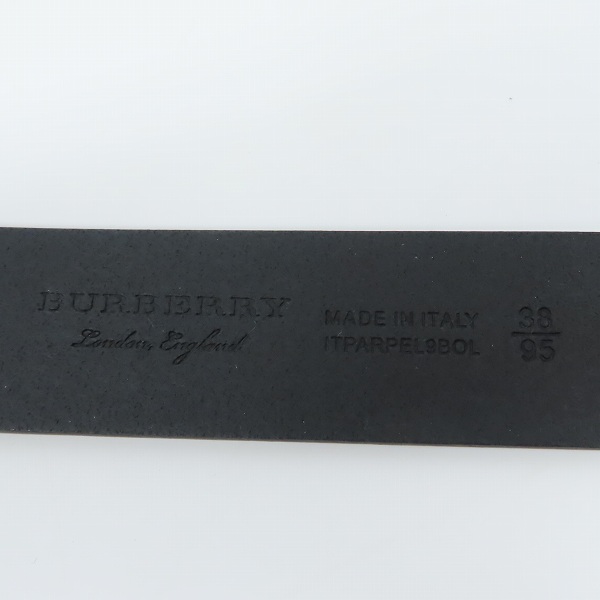 BURBERRY
London, England
MADE IN ITALY
ITPARPEL9BOL
38
95